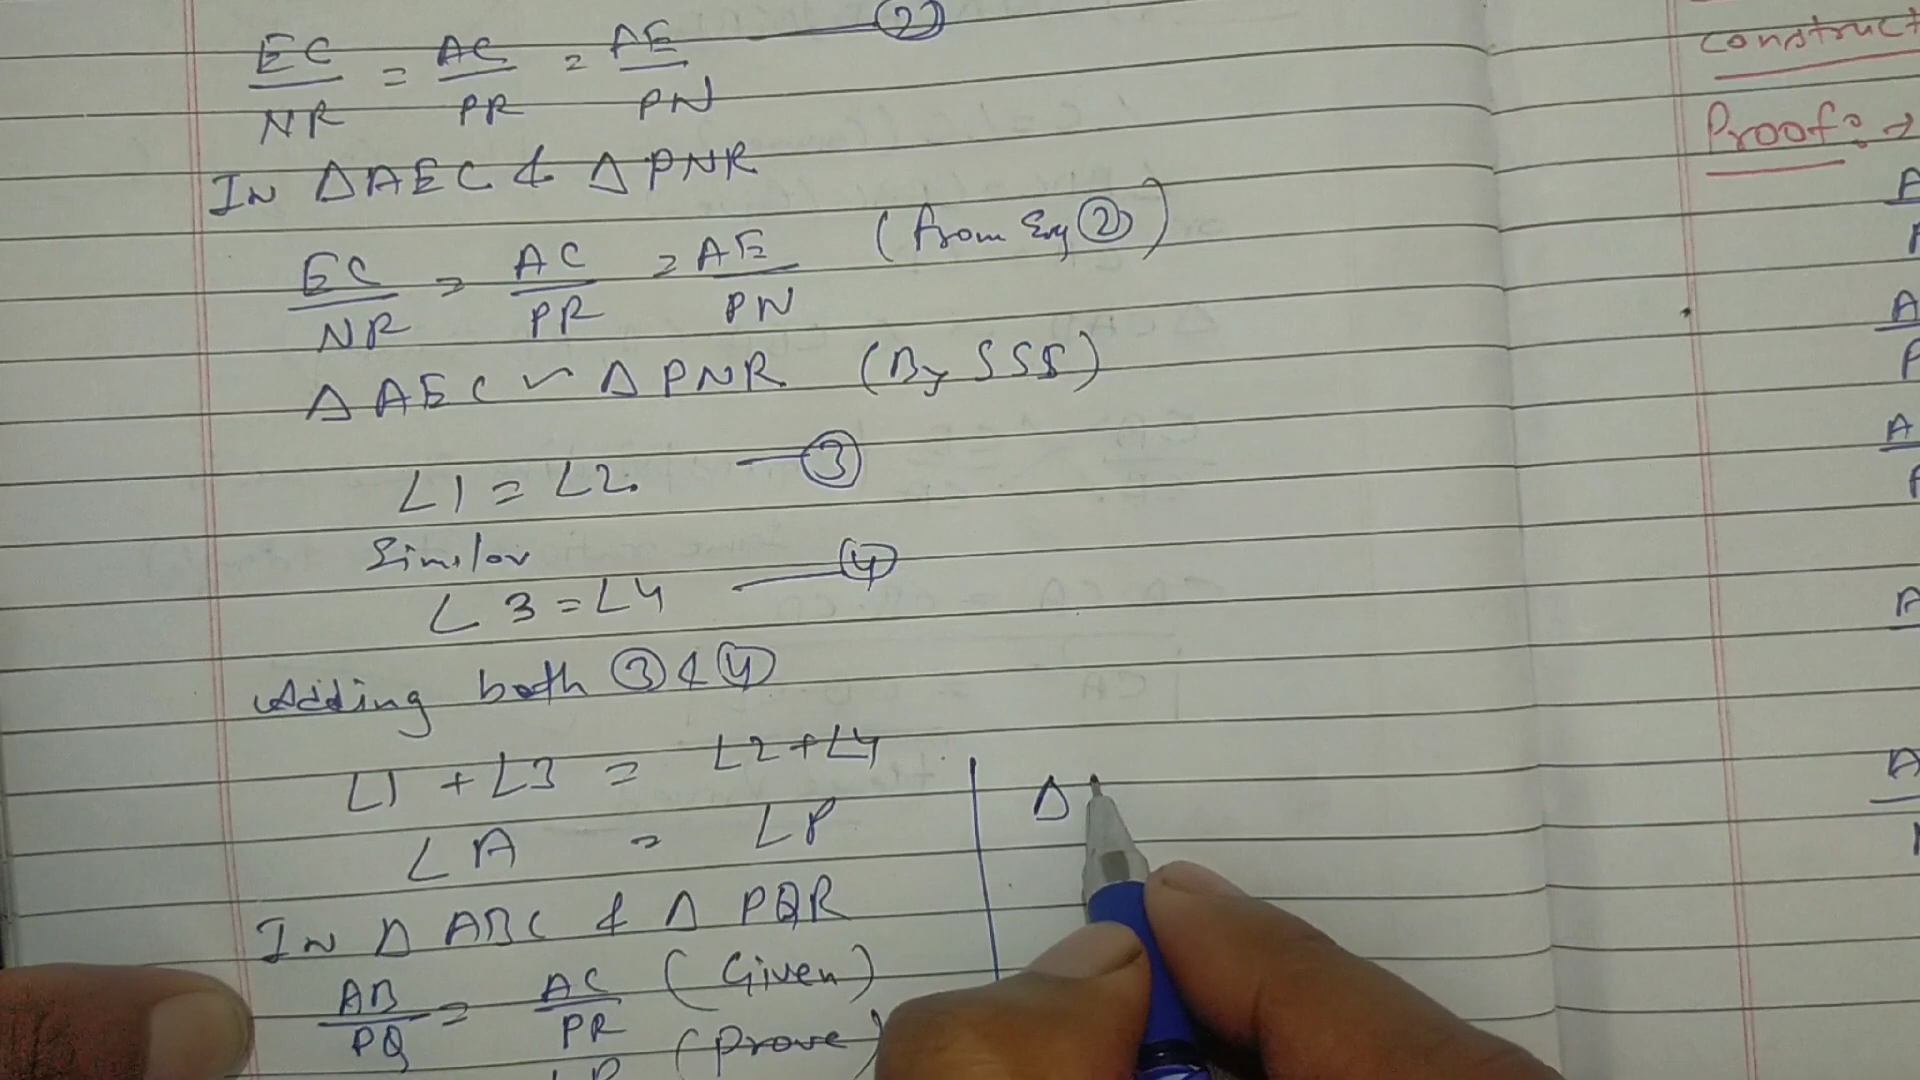 EC/NR = AC/PR = AE/PN — ②
In ΔAEC & ΔPNR
EC/NR = AC/PR = AE/PN (from Eq ②)
ΔAEC ~ ΔPNR (By SSS)
∠1 = ∠2. — ③
Similar
∠3 = ∠4 — ④
Adding both ③ & ④
∠1 + ∠3 = ∠2 + ∠4
∠A = ∠P
In Δ ABC & Δ PQR
AB/PQ = AC/PR (Given)
(Prove)
Δ
Construct
Proof: →